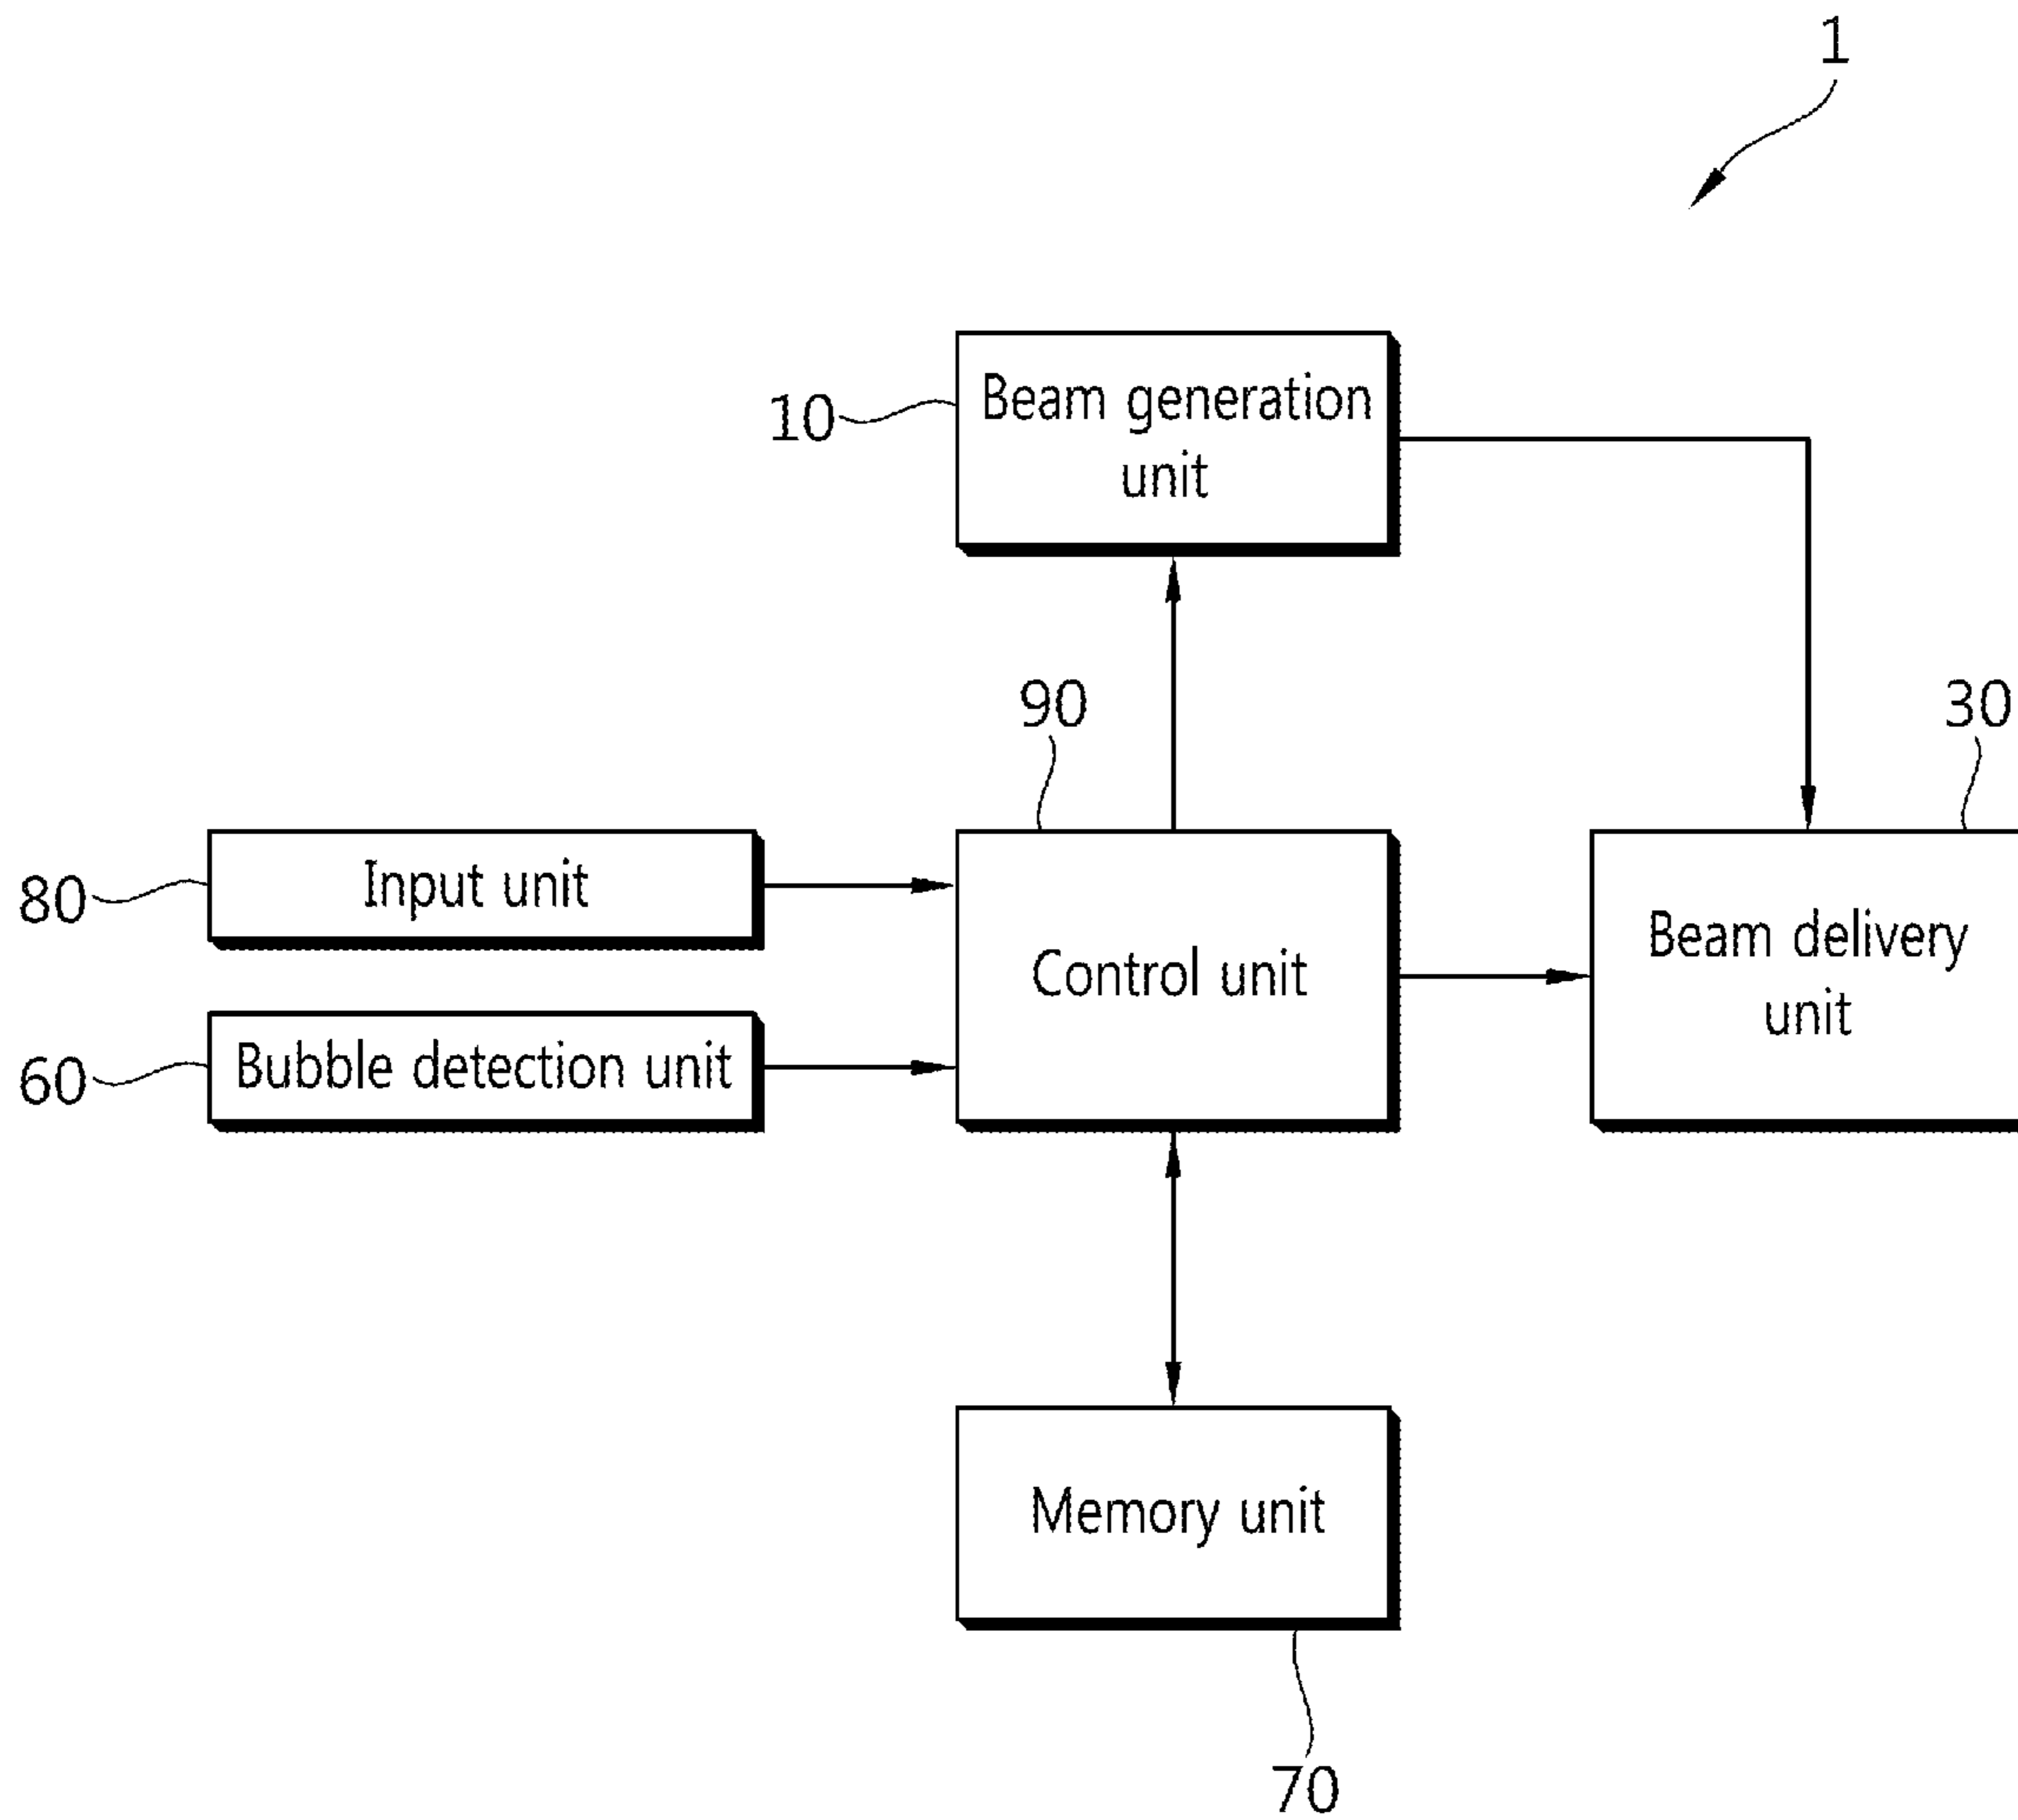 1
10
Beam generation
unit
90
30
80
Input unit
Control unit
Beam delivery
unit
60
Bubble detection unit
Memory unit
70